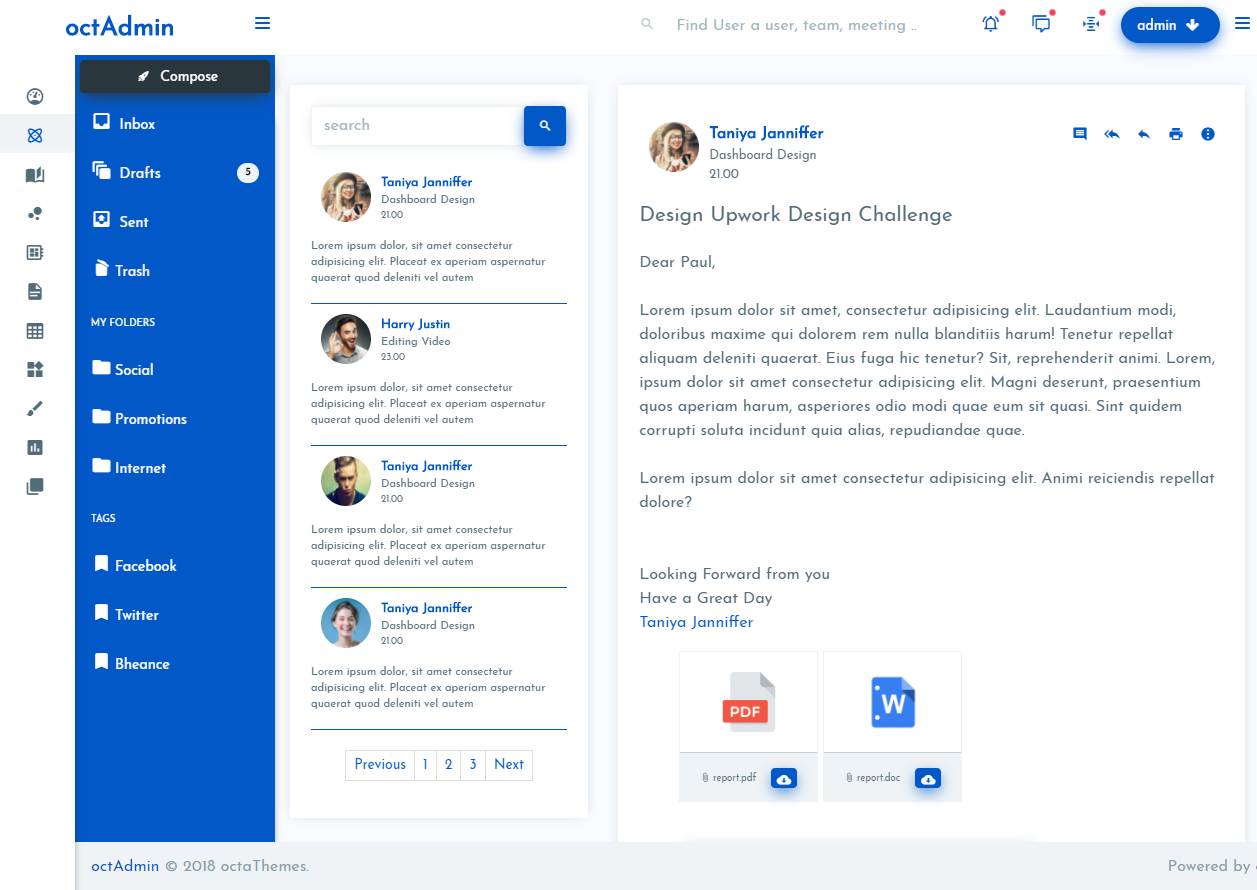 octAdmin
Find User a user, team, meeting ..
admin
Compose
Inbox
Drafts
5
Sent
Trash
MY FOLDERS
Social
Promotions
Internet
TAGS
Facebook
Twitter
Bheance
search
Taniya Janniffer
Dashboard Design
21.00
Lorem ipsum dolor, sit amet consectetur
adipisicing elit. Placeat ex aperiam aspernatur
quaerat quod deleniti vel autem
Harry Justin
Editing Video
23.00
Lorem ipsum dolor, sit amet consectetur
adipisicing elit. Placeat ex aperiam aspernatur
quaerat quod deleniti vel autem
Taniya Janniffer
Dashboard Design
21.00
Lorem ipsum dolor, sit amet consectetur
adipisicing elit. Placeat ex aperiam aspernatur
quaerat quod deleniti vel autem
Taniya Janniffer
Dashboard Design
21.00
Lorem ipsum dolor, sit amet consectetur
adipisicing elit. Placeat ex aperiam aspernatur
quaerat quod deleniti vel autem
Previous 1 2 3 Next
Taniya Janniffer
Dashboard Design
21.00
Design Upwork Design Challenge
Dear Paul,
Lorem ipsum dolor sit amet, consectetur adipisicing elit. Laudantium modi,
doloribus maxime qui dolorem rem nulla blanditiis harum! Tenetur repellat
aliquam deleniti quaerat. Eius fuga hic tenetur? Sit, reprehenderit animi. Lorem,
ipsum dolor sit amet consectetur adipisicing elit. Magni deserunt, praesentium
quos aperiam harum, asperiores odio modi quae eum sit quasi. Sint quidem
corrupti soluta incidunt quia alias, repudiandae quae.
Lorem ipsum dolor sit amet consectetur adipisicing elit. Animi reiciendis repellat
dolore?
Looking Forward from you
Have a Great Day
Taniya Janniffer
PDF
W
report.pdf
report.doc
octAdmin © 2018 octaThemes.
Powered by